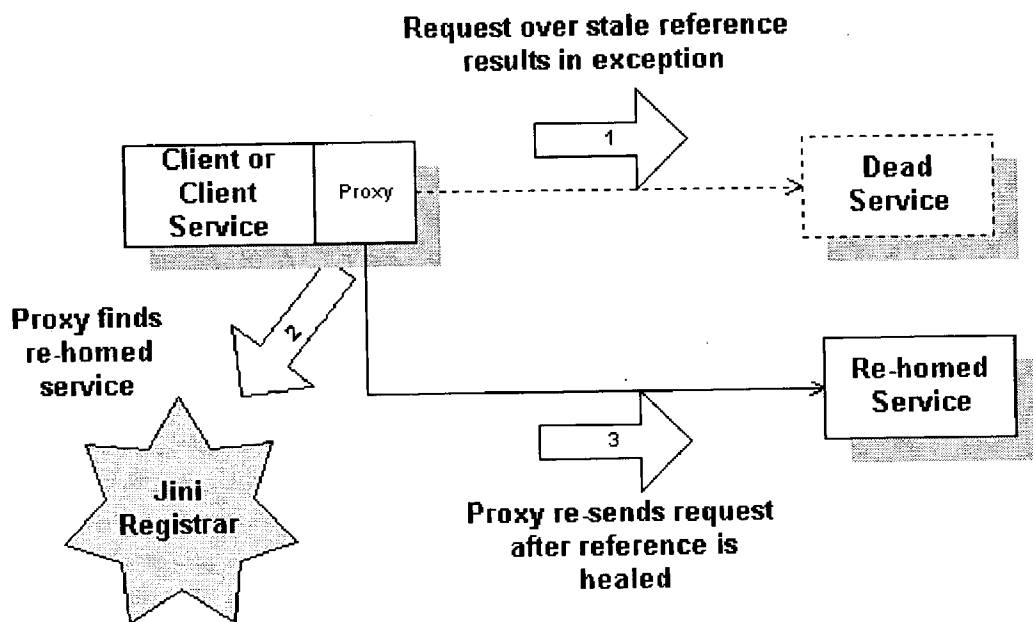 Request over stale reference
results in exception
1
Client or
Client
Service
Proxy
Dead
Service
2
Proxy finds
re-homed
service
Re-homed
Service
3
Jini
Registrar
Proxy re-sends request
after reference is
healed